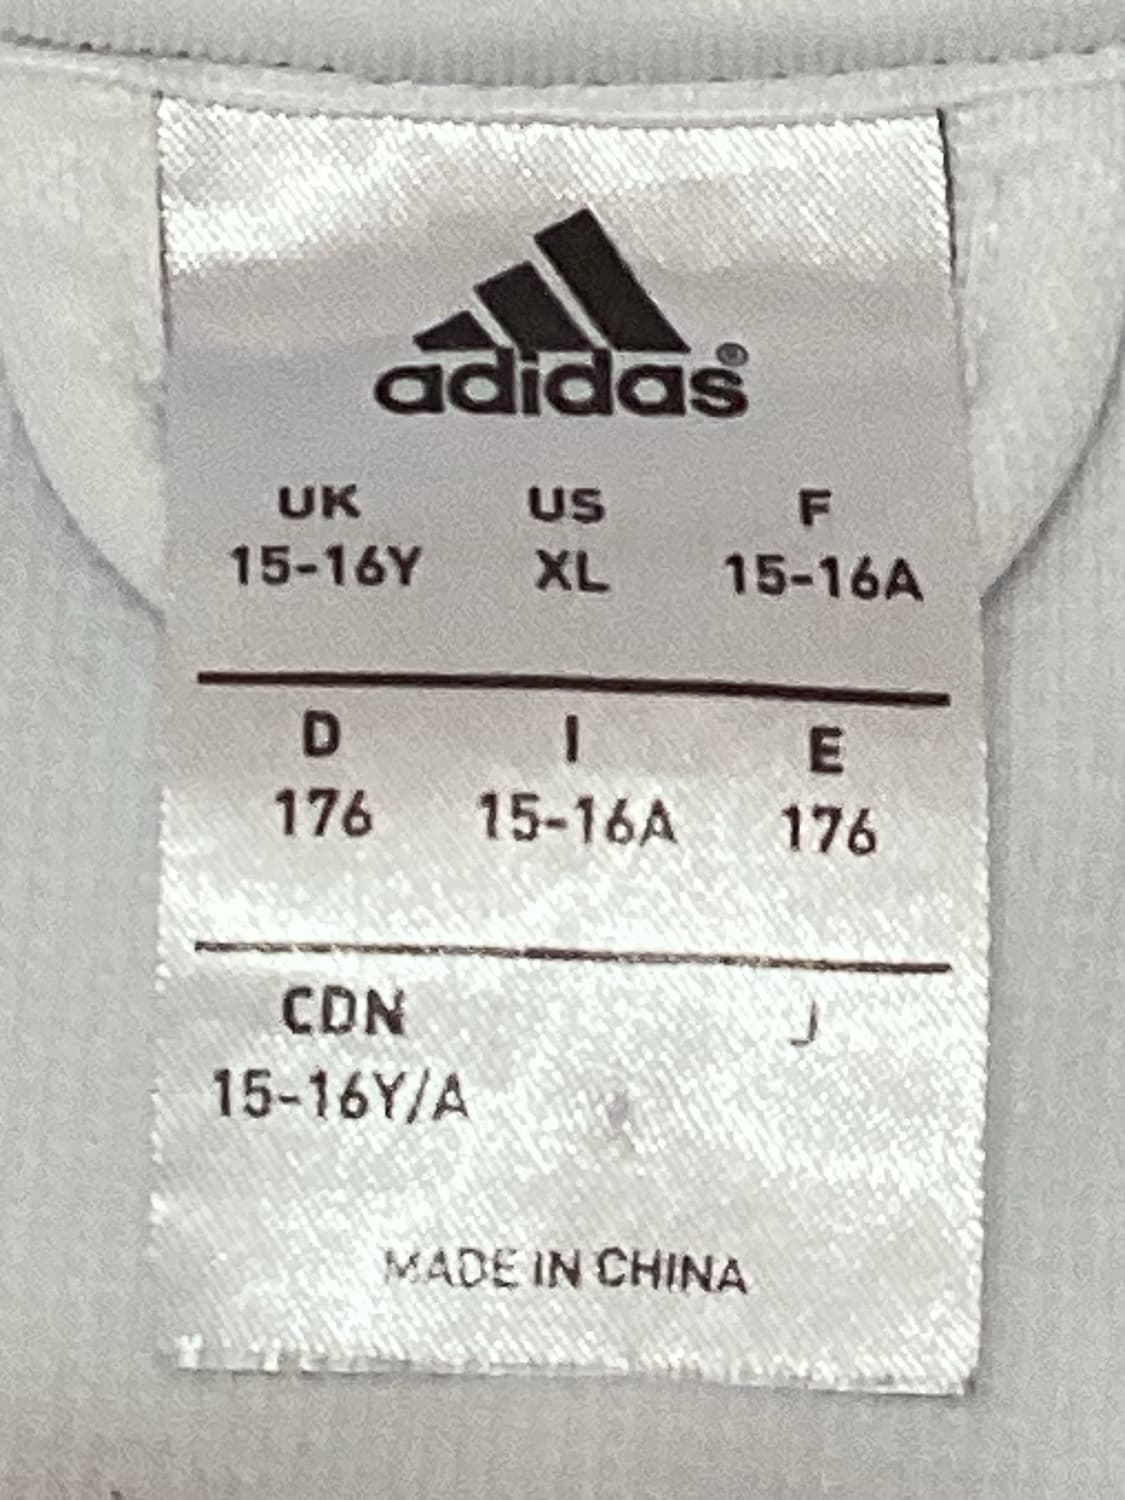 adidas®
UK US F
15-16Y XL 15-16A
D I E
176 15-16A 176
CDN J
15-16Y/A
MADE IN CHINA